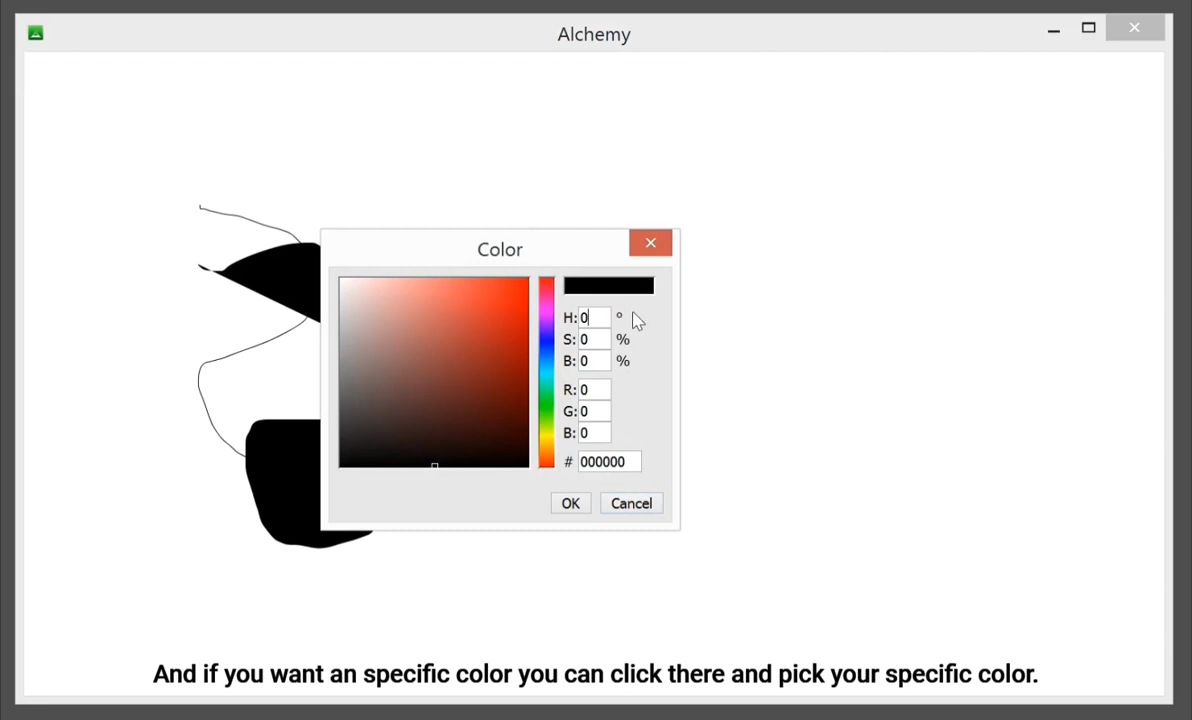 Alchemy
Color
H: 0 °
S: 0 %
B: 0 %
R: 0
G: 0
B: 0
# 000000
OK Cancel
And if you want an specific color you can click there and pick your specific color.